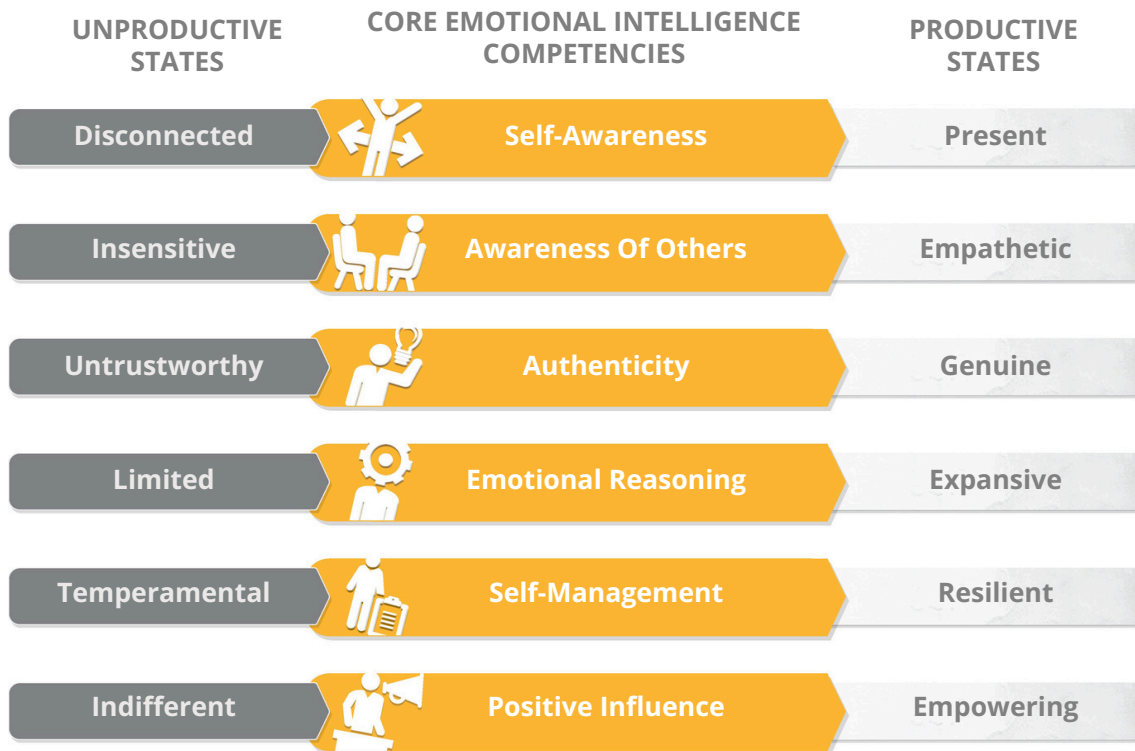 UNPRODUCTIVE
STATES
CORE EMOTIONAL INTELLIGENCE
COMPETENCIES
PRODUCTIVE
STATES
Disconnected
Self-Awareness
Present
Insensitive
Awareness Of Others
Empathetic
Untrustworthy
Authenticity
Genuine
Limited
Emotional Reasoning
Expansive
Temperamental
Self-Management
Resilient
Indifferent
Positive Influence
Empowering